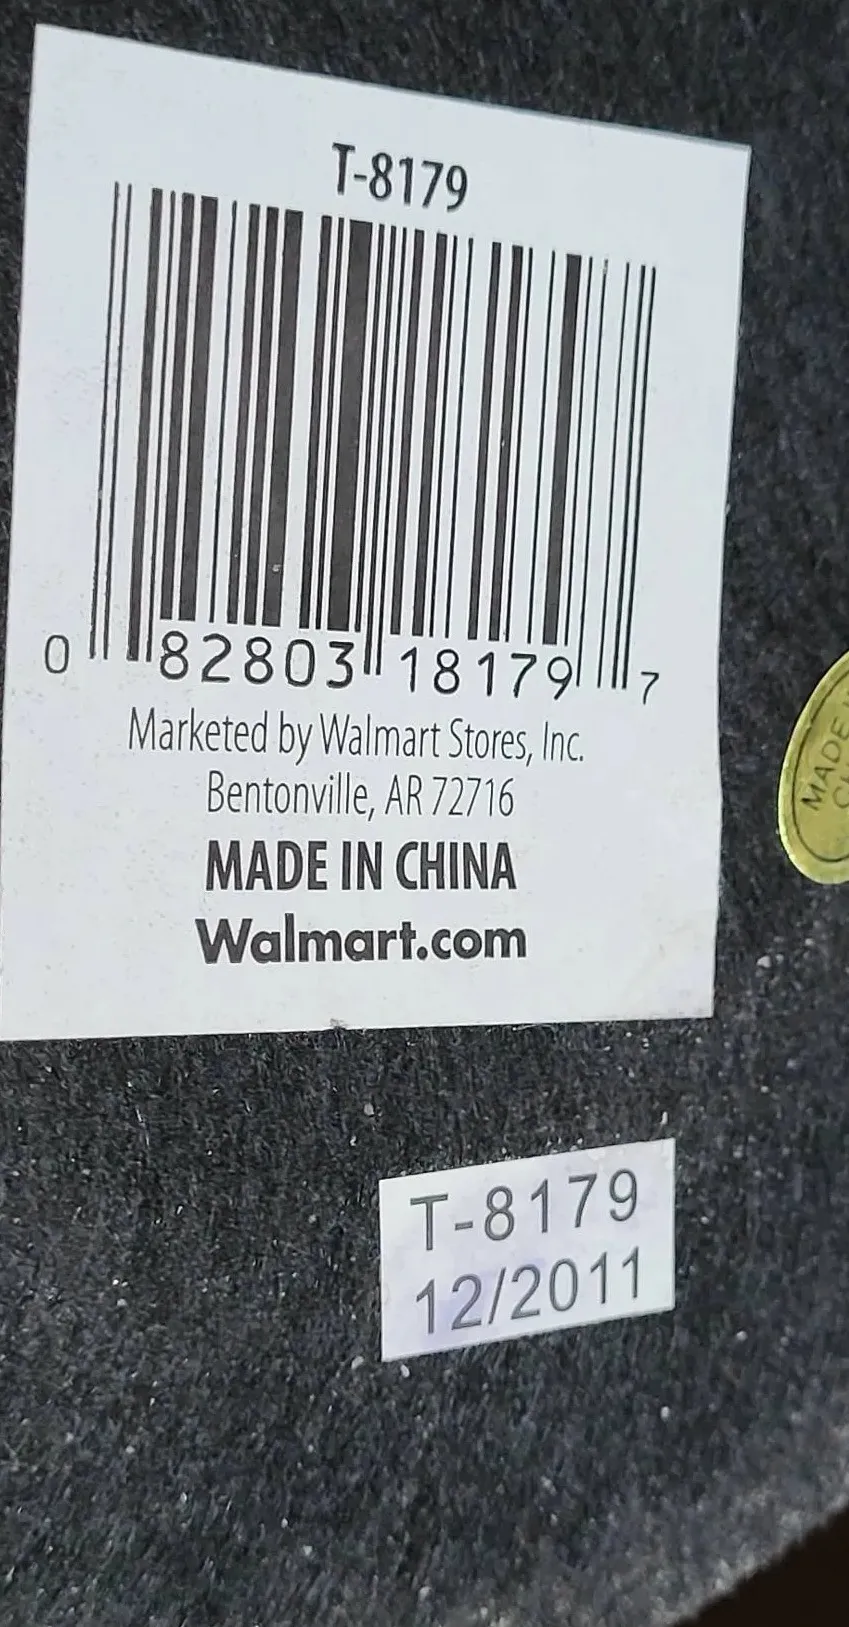 T-8179
0 82803 18179 7
Marketed by Walmart Stores, Inc.
Bentonville, AR 72716
MADE IN CHINA
Walmart.com
MADE
T-8179
12/2011